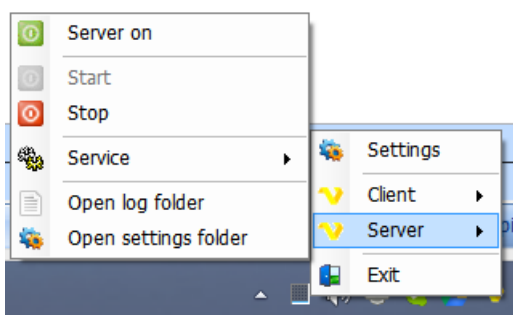 Server on
Start
Stop
Service
Open log folder
Open settings folder
Settings
Client
Server
Exit